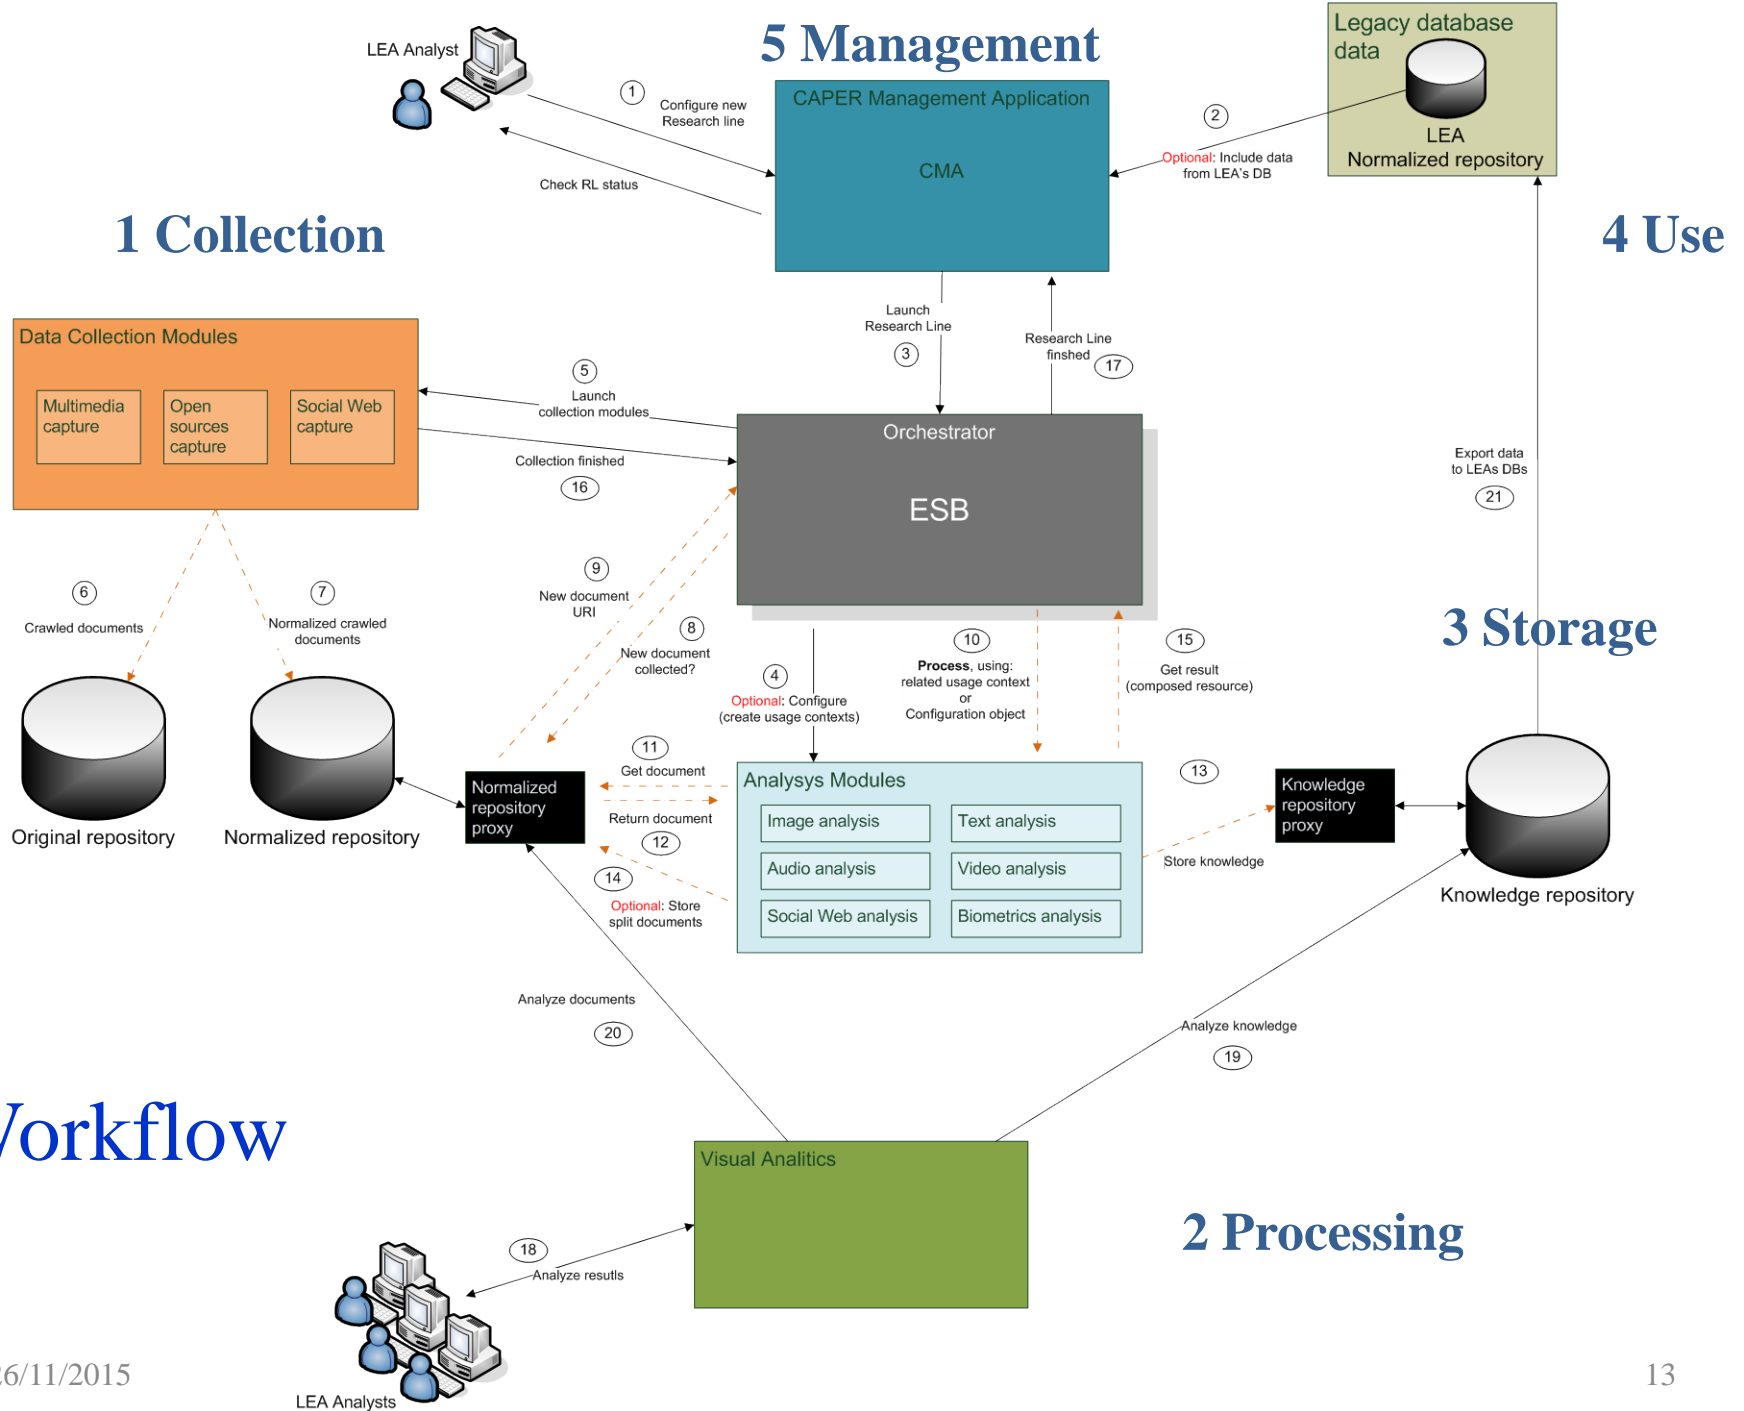 5 Management
LEA Analyst
Legacy database
data
LEA
Normalized repository
CAPER Management Application
CMA
1
Configure new
Research line
Check RL status
2
Optional: Include data
from LEA's DB
1 Collection
4 Use
Launch
Research Line
3
Research Line
finshed
17
Data Collection Modules
Multimedia
capture
Open
sources
capture
Social Web
capture
5
Launch
collection modules
Collection finished
16
Orchestrator
ESB
Export data
to LEAs DBs
21
6
Crawled documents
7
Normalized crawled
documents
9
New document
URI
8
New document
collected?
4
Optional: Configure
(create usage contexts)
10
Process, using:
related usage context
or
Configuration object
15
Get result
(composed resource)
3 Storage
Original repository
Normalized repository
Normalized
repository
proxy
11
Get document
Return document
12
14
Optional: Store
split documents
Analysys Modules
Image analysis
Text analysis
Audio analysis
Video analysis
Social Web analysis
Biometrics analysis
13
Store knowledge
Knowledge
repository
proxy
Knowledge repository
Analyze documents
20
Analyze knowledge
19
Workflow
Visual Analitics
2 Processing
18
Analyze resutls
LEA Analysts
26/11/2015
13